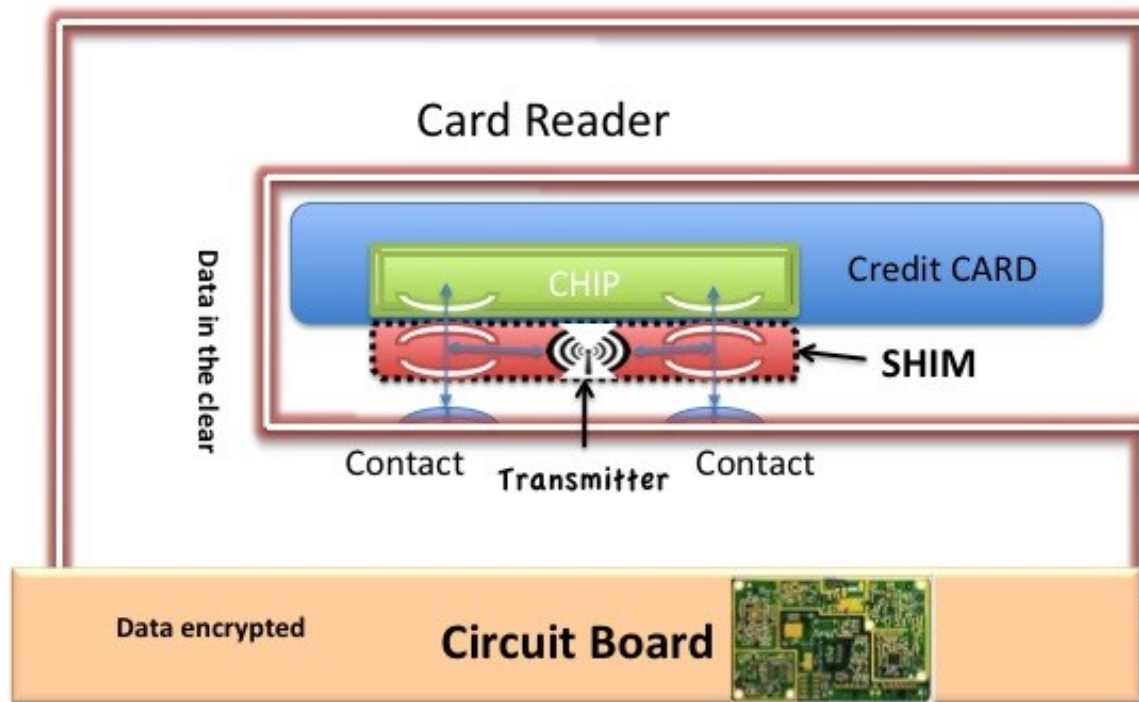 Card Reader
Credit CARD
CHIP
Data in the clear
SHIM
Contact
Transmitter
Contact
Data encrypted
Circuit Board